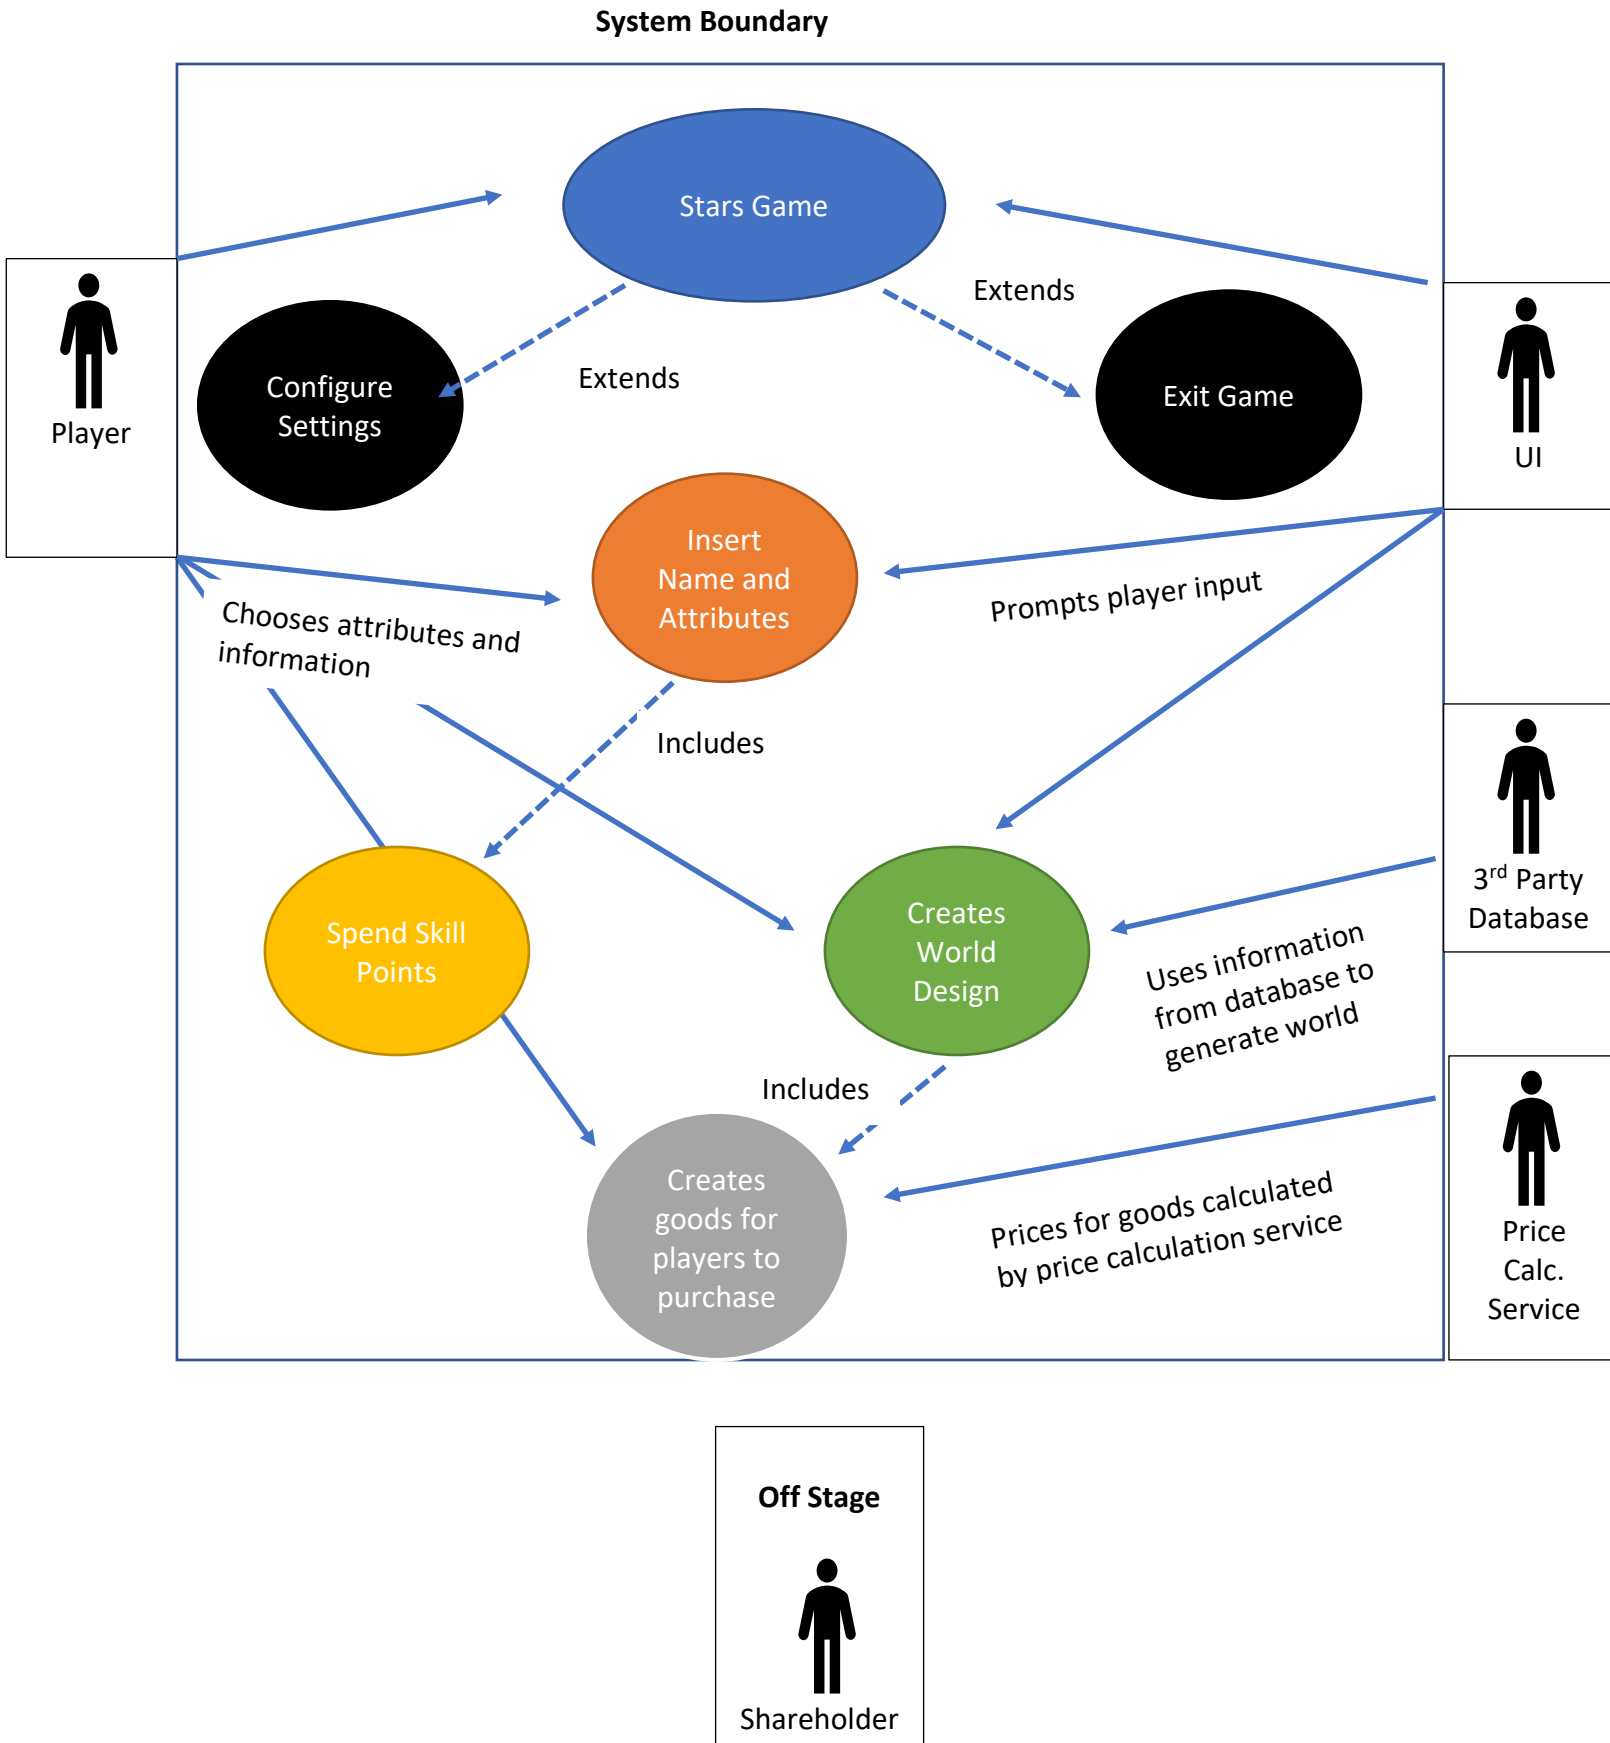 System Boundary
Stars Game
Extends
Extends
Configure
Settings
Exit Game
Player
UI
Insert
Name and
Attributes
Prompts player input
Chooses attributes and
information
Includes
3rd Party
Database
Spend Skill
Points
Creates
World
Design
Uses information
from database to
generate world
Includes
Creates
goods for
players to
purchase
Prices for goods calculated
by price calculation service
Price
Calc.
Service
Off Stage
Shareholder